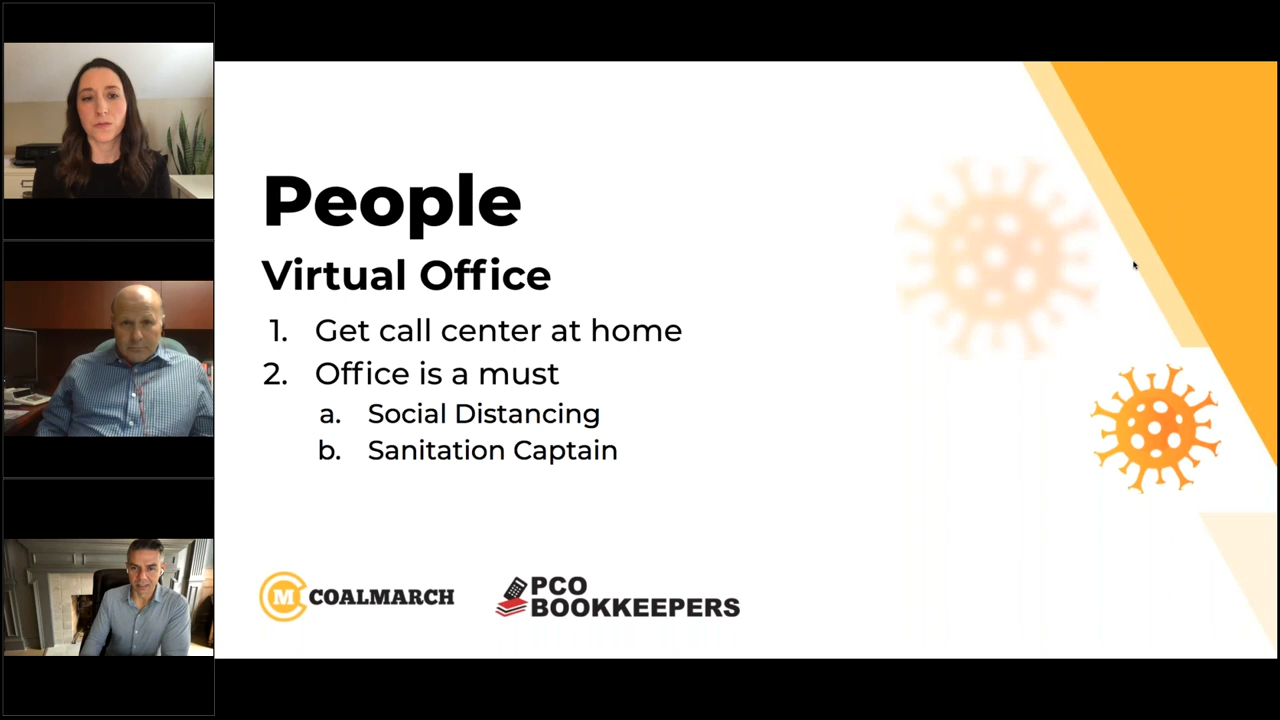 People
Virtual Office
1. Get call center at home
2. Office is a must
a. Social Distancing
b. Sanitation Captain
M COALMARCH
PCO
BOOKKEEPERS